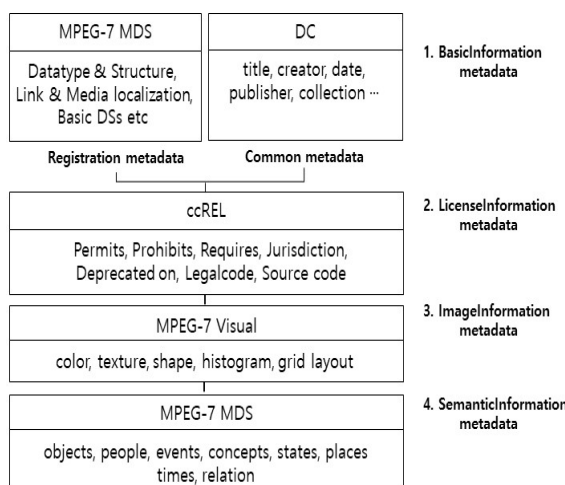 MPEG-7 MDS
Datatype & Structure,
Link & Media localization,
Basic DSs etc
DC
title, creator, date,
publisher, collection ···
1. BasicInformation
metadata
Registration metadata
Common metadata
ccREL
Permits, Prohibits, Requires, Jurisdiction,
Deprecated on, Legalcode, Source code
2. LicenseInformation
metadata
MPEG-7 Visual
color, texture, shape, histogram, grid layout
3. ImageInformation
metadata
MPEG-7 MDS
objects, people, events, concepts, states, places
times, relation
4. SemanticInformation
metadata